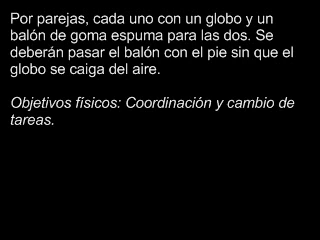 Por parejas, cada uno con un globo y un
balón de goma espuma para las dos. Se
deberán pasar el balón con el pie sin que el
globo se caiga del aire.
Objetivos físicos: Coordinación y cambio de
tareas.